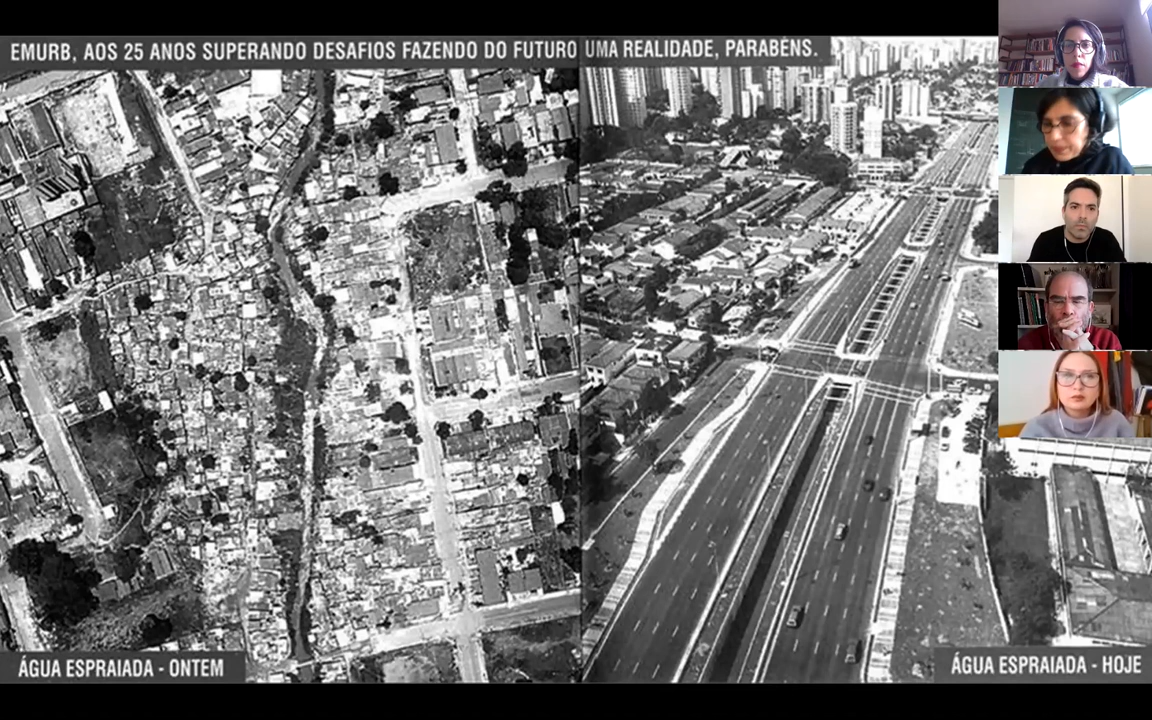 EMURB, AOS 25 ANOS SUPERANDO DESAFIOS FAZENDO DO FUTURO UMA REALIDADE, PARABÉNS.
ÁGUA ESPRAIADA - ONTEM
ÁGUA ESPRAIADA - HOJE